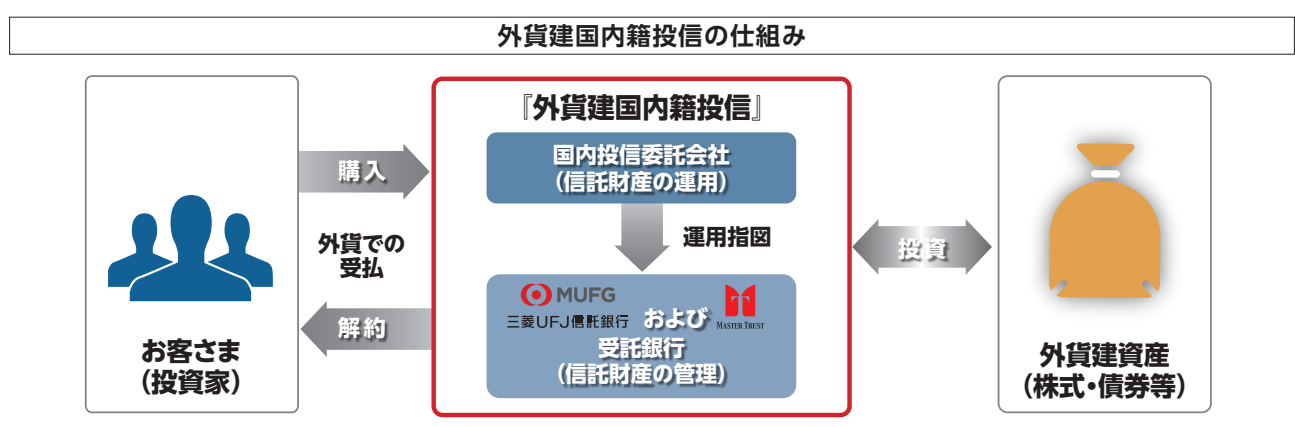 外貨建国内籍投信の仕組み
お客さま
（投資家）
購入
外貨での
受払
解約
『外貨建国内籍投信』
国内投信委託会社
（信託財産の運用）
運用指図
MUFG
三菱UFJ信託銀行 および MASTER TRUST
受託銀行
（信託財産の管理）
投資
外貨建資産
（株式・債券等）